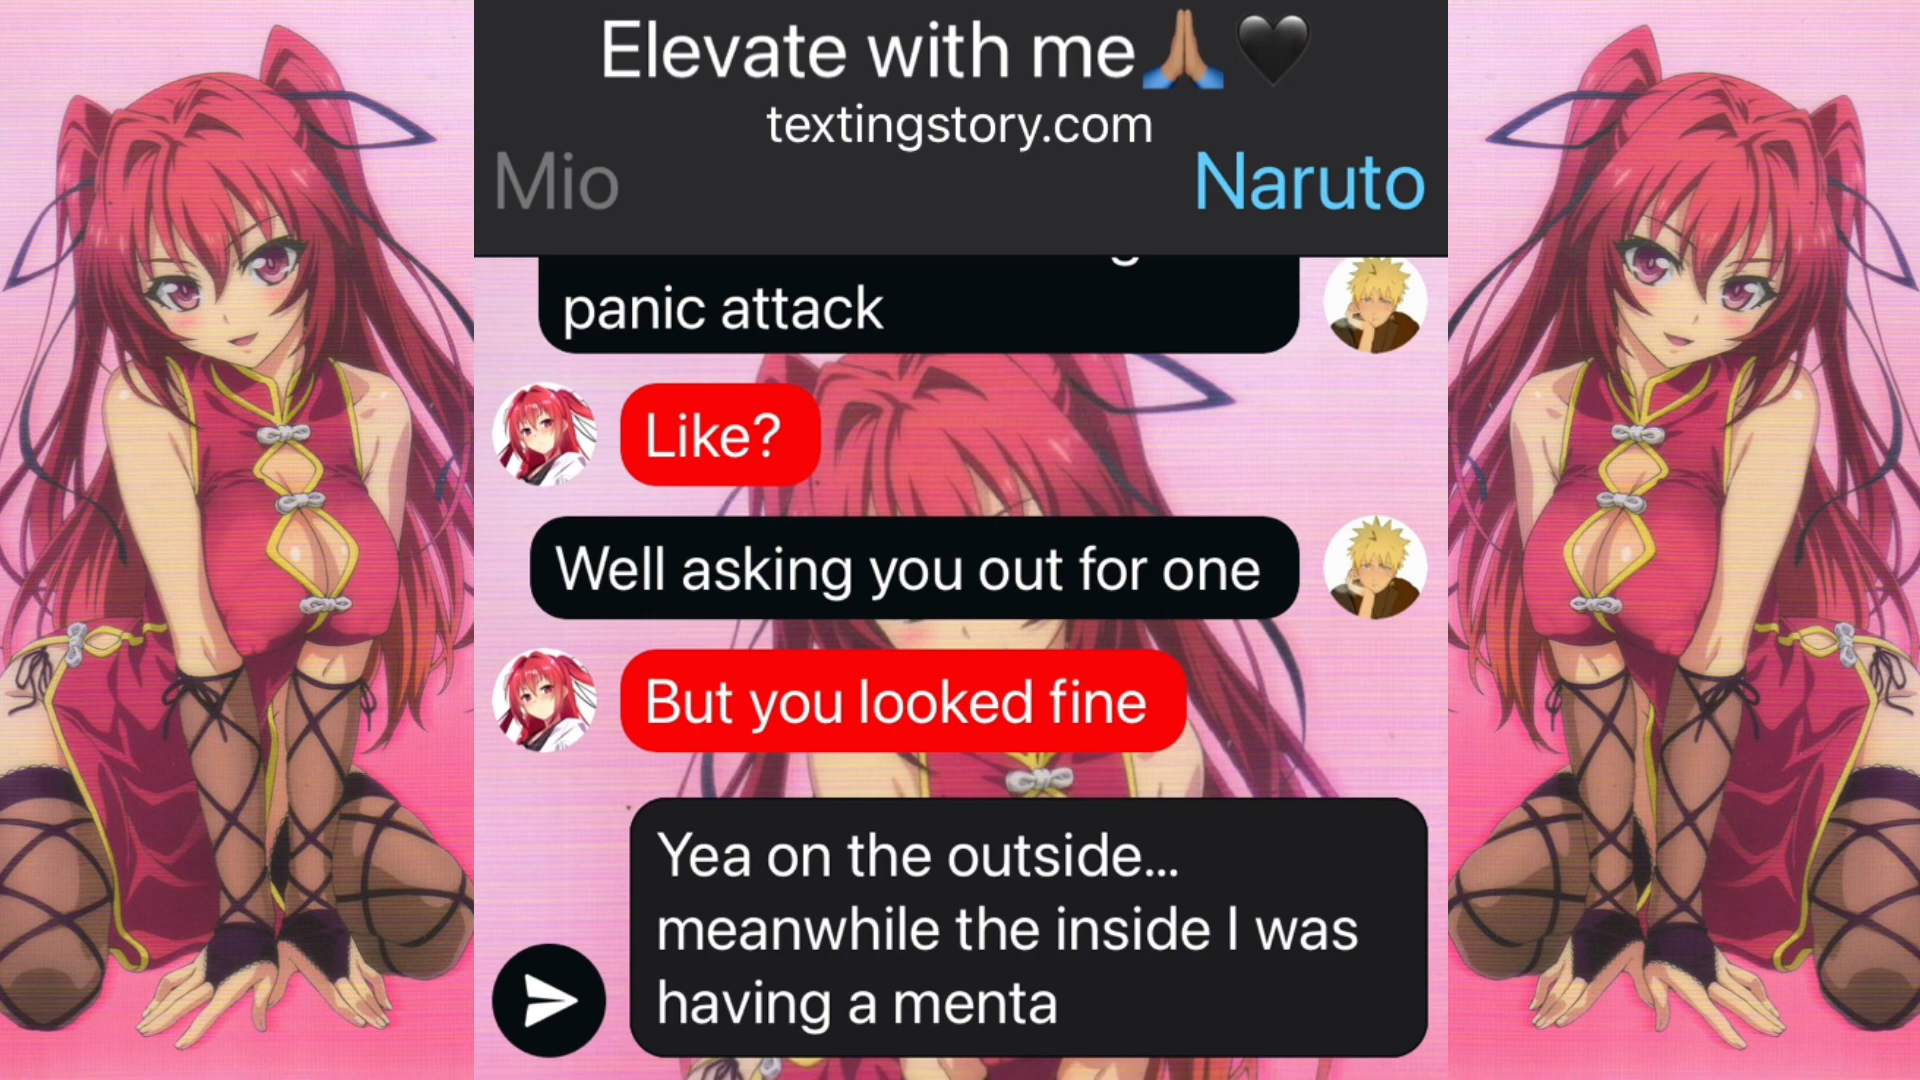 Elevate with me🙏🏽🖤
textingstory.com
Mio
Naruto
panic attack
Like?
Well asking you out for one
But you looked fine
Yea on the outside...
meanwhile the inside I was
having a menta